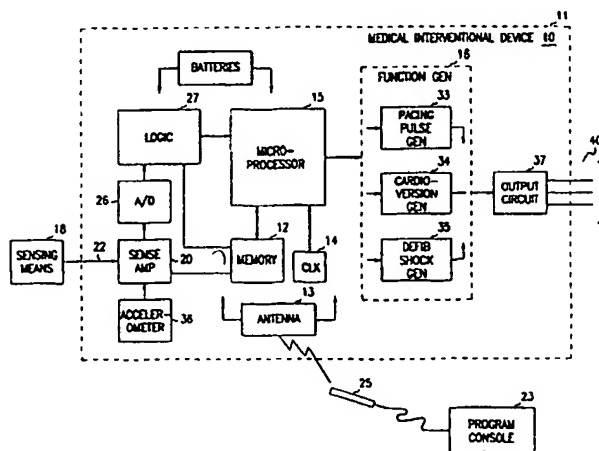 11
MEDICAL INTERVENTIONAL DEVICE 10
BATTERIES
16
FUNCTION GEN
27
LOGIC
15
MICRO-
PROCESSOR
33
PACING
PULSE
GEN
34
CARDIO-
VERSION
GEN
35
DEFIB
SHOCK
GEN
37
OUTPUT
CIRCUIT
40
26
A/D
18
SENSING
MEANS
22
SENSE
AMP
20
12
MEMORY
14
CLK
ACCELER-
OMETER
36
13
ANTENNA
25
23
PROGRAM
CONSOLE